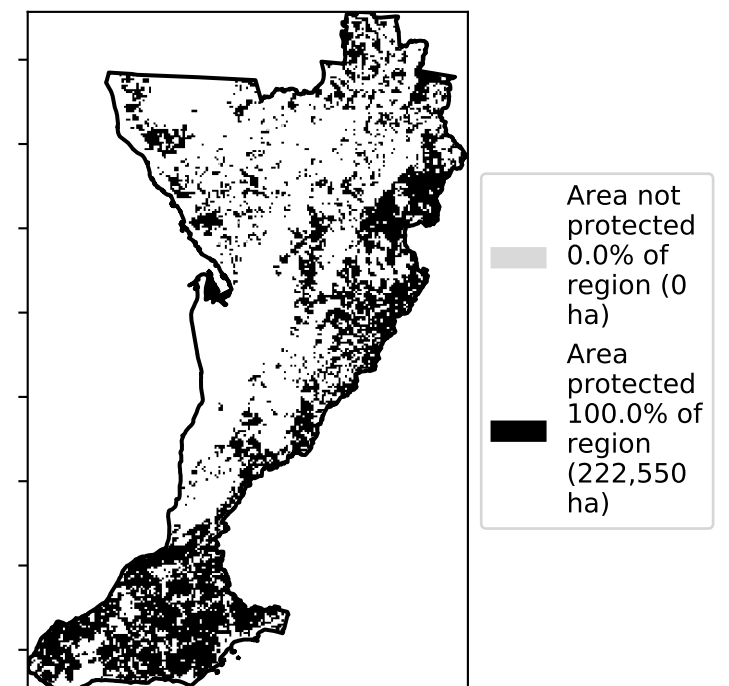 Area not
protected
0.0% of
region (0
ha)
Area
protected
100.0% of
region
(222,550
ha)